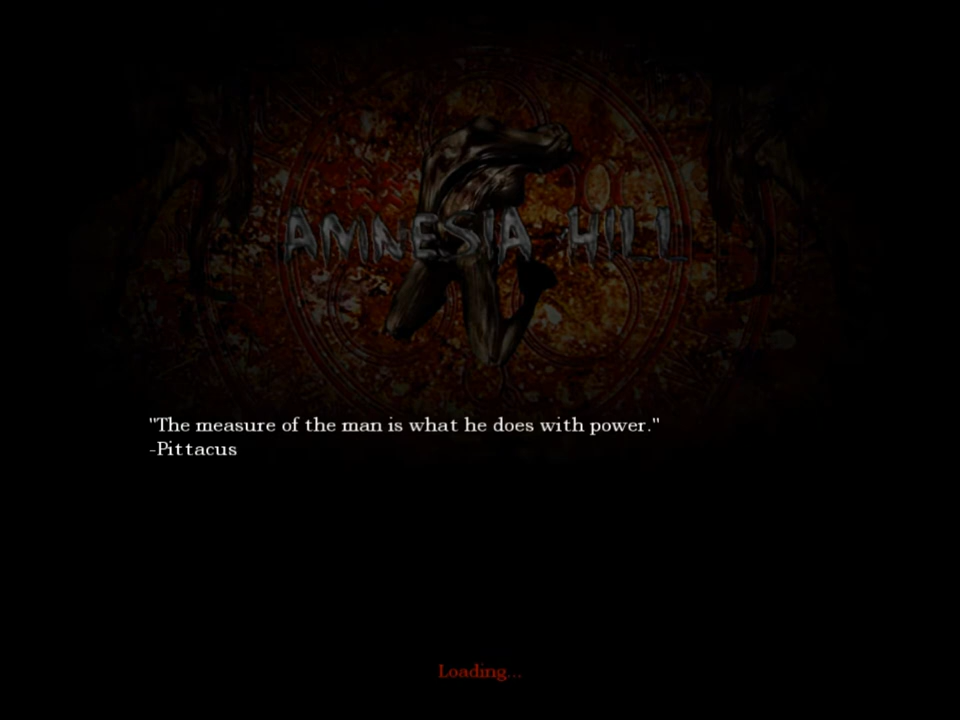 AMNESIA HILL
"The measure of the man is what he does with power."
-Pittacus
Loading...